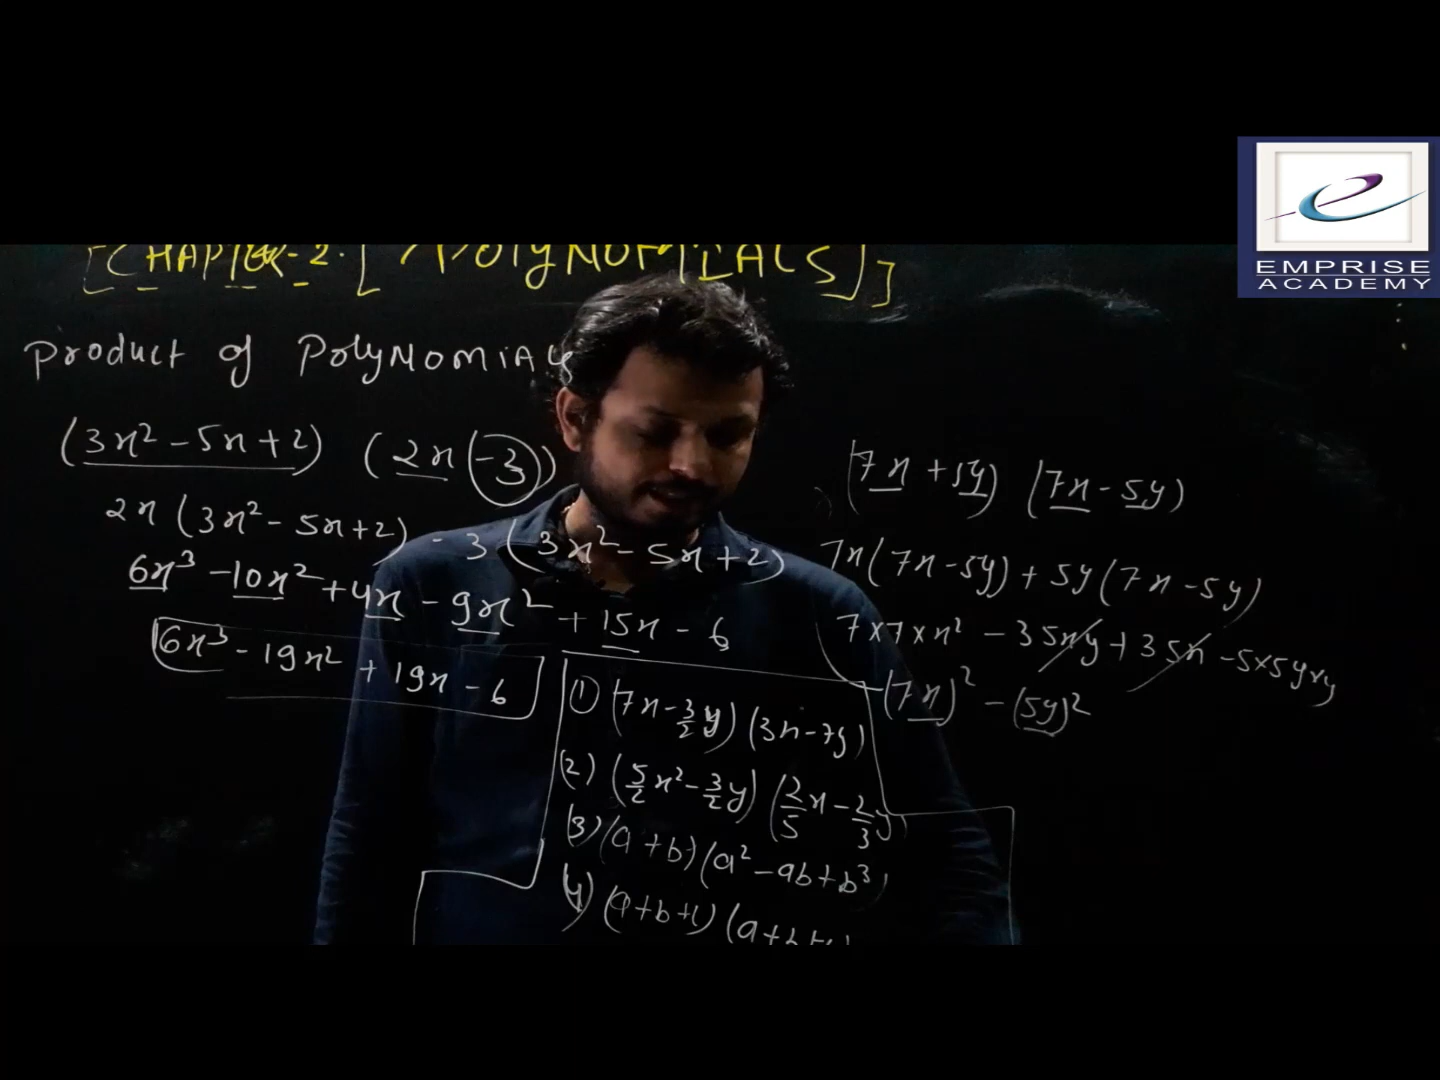 [CHAPTER-2. [POLYNOMIALS]]
EMPRISE
ACADEMY
Product of Polynomials
(3x² - 5x + 2) (2x - 3)
2x (3x² - 5x + 2) - 3 (3x² - 5x + 2)
6x³ - 10x² + 4x - 9x² + 15x - 6
6x³ - 19x² + 19x - 6
(7x + 5y) (7x - 5y)
7x(7x - 5y) + 5y(7x - 5y)
7×7×x² - 35xy + 35x - 5×5y×y
(7x)² - (5y)²
① (7x - 3/2 y) (3x - 7y)
(2) (5/2 x² - 3/2 y) (2/5 x - 2/3 y)
(3) (a + b) (a² - ab + b³)
4) (a + b + c) (a + b + c)